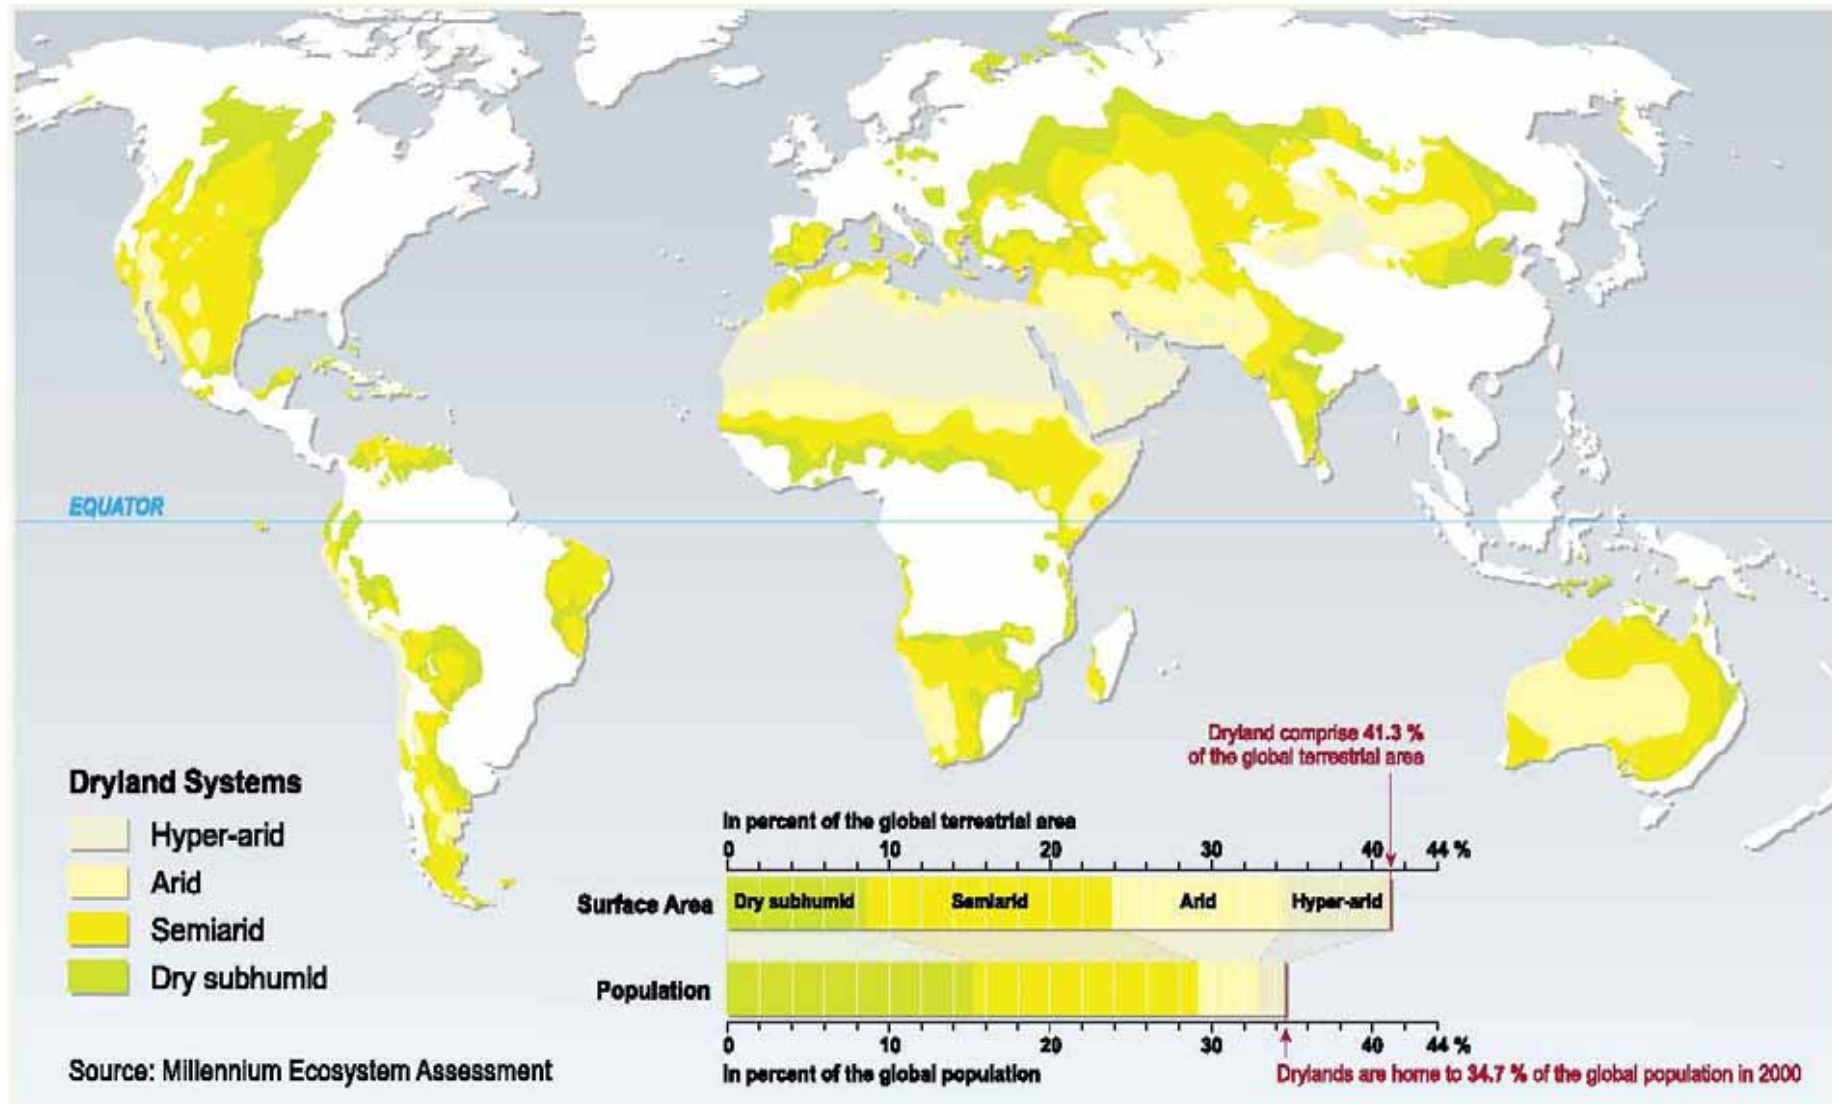 EQUATOR
Dryland comprise 41.3 %
of the global terrestrial area
Dryland Systems
Hyper-arid
Arid
Semiarid
Dry subhumid
In percent of the global terrestrial area
0 10 20 30 40 44 %
Surface Area
Dry subhumid Semiarid Arid Hyper-arid
Population
0 10 20 30 40 44 %
In percent of the global population
Drylands are home to 34.7 % of the global population in 2000
Source: Millennium Ecosystem Assessment